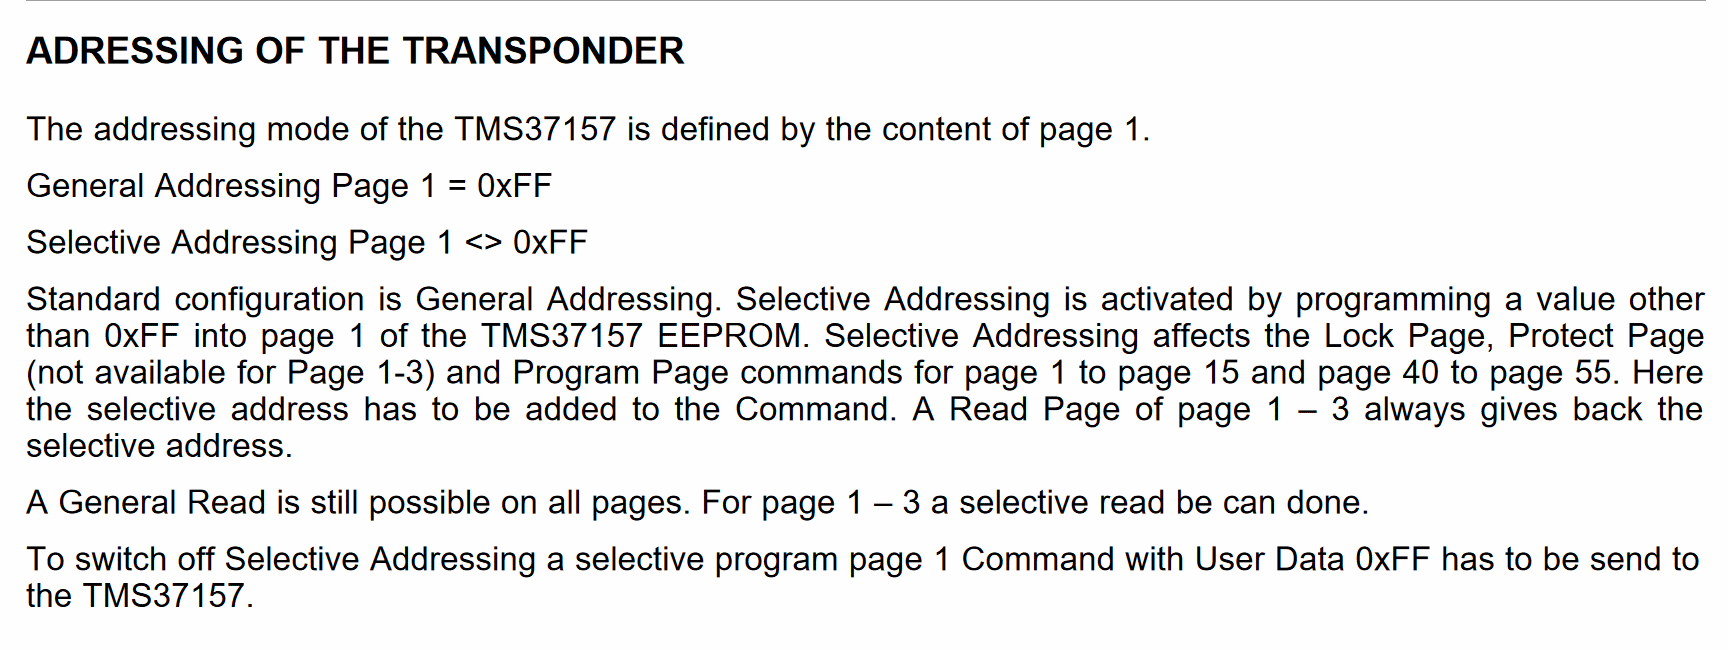 ADRESSING OF THE TRANSPONDER
The addressing mode of the TMS37157 is defined by the content of page 1.
General Addressing Page 1 = 0xFF
Selective Addressing Page 1 <> 0xFF
Standard configuration is General Addressing. Selective Addressing is activated by programming a value other
than 0xFF into page 1 of the TMS37157 EEPROM. Selective Addressing affects the Lock Page, Protect Page
(not available for Page 1-3) and Program Page commands for page 1 to page 15 and page 40 to page 55. Here
the selective address has to be added to the Command. A Read Page of page 1 – 3 always gives back the
selective address.
A General Read is still possible on all pages. For page 1 – 3 a selective read be can done.
To switch off Selective Addressing a selective program page 1 Command with User Data 0xFF has to be send to
the TMS37157.